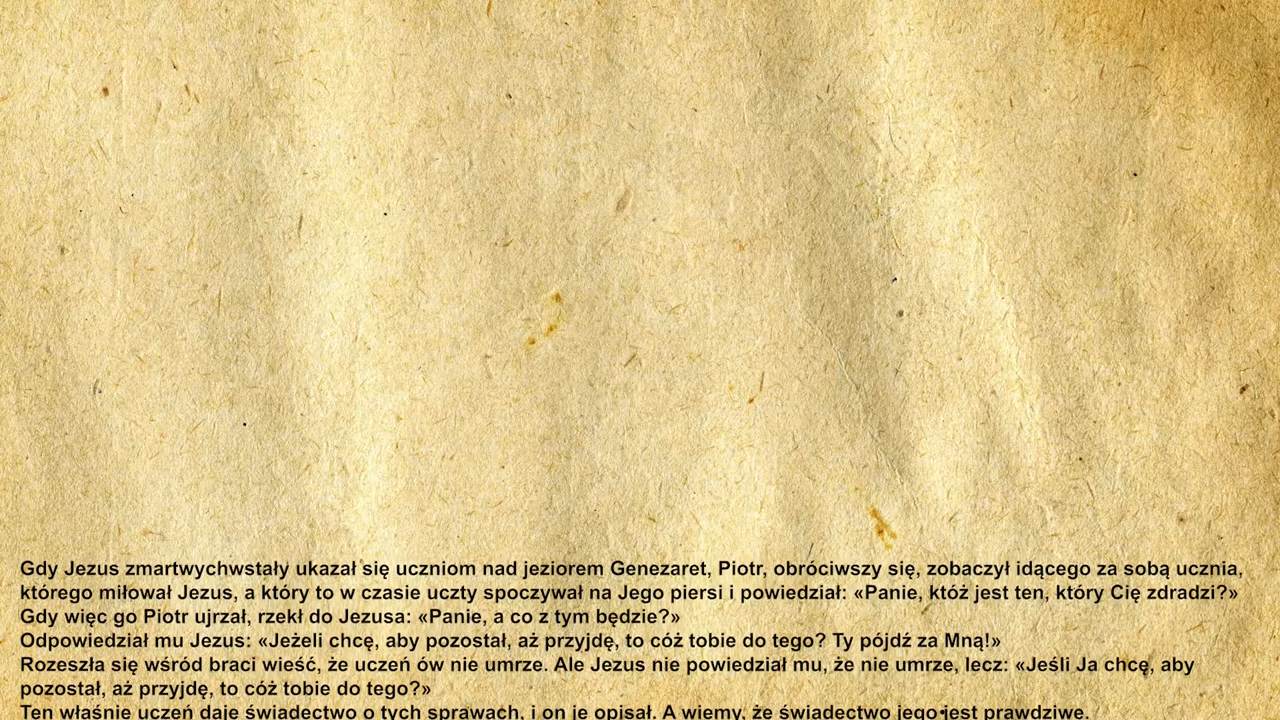 Gdy Jezus zmartwychwstały ukazał się uczniom nad jeziorem Genezaret, Piotr, obróciwszy się, zobaczył idącego za sobą ucznia,
którego miłował Jezus, a który to w czasie uczty spoczywał na Jego piersi i powiedział: «Panie, któż jest ten, który Cię zdradzi?»
Gdy więc go Piotr ujrzał, rzekł do Jezusa: «Panie, a co z tym będzie?»
Odpowiedział mu Jezus: «Jeżeli chcę, aby pozostał, aż przyjdę, to cóż tobie do tego? Ty pójdź za Mną!»
Rozeszła się wśród braci wieść, że uczeń ów nie umrze. Ale Jezus nie powiedział mu, że nie umrze, lecz: «Jeśli Ja chcę, aby
pozostał, aż przyjdę, to cóż tobie do tego?»
Ten właśnie uczeń daje świadectwo o tych sprawach, i on je opisał. A wiemy, że świadectwo jego jest prawdziwe.